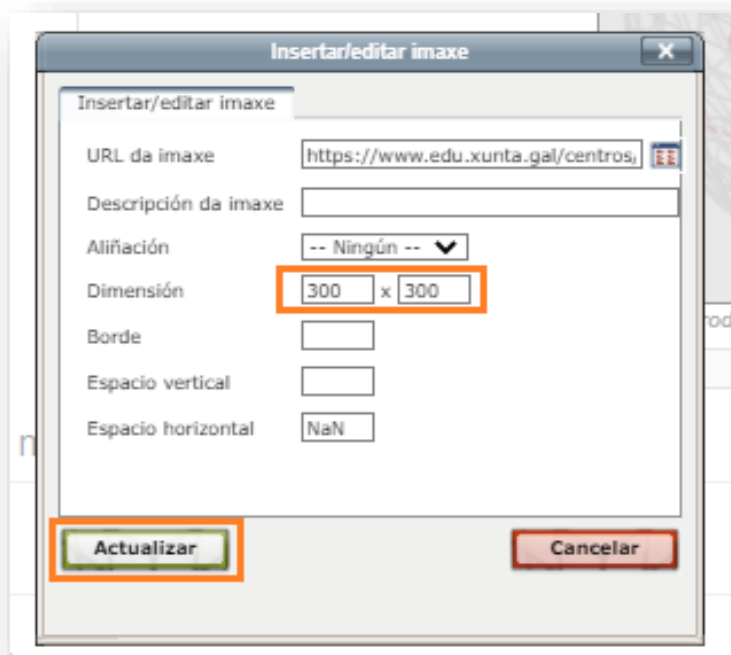 Insertar/editar imaxe
Insertar/editar imaxe
URL da imaxe https://www.edu.xunta.gal/centros/
Descripción da imaxe
Aliñación -- Ningún --
Dimensión 300 x 300
Borde
Espacio vertical
Espacio horizontal NaN
Actualizar Cancelar